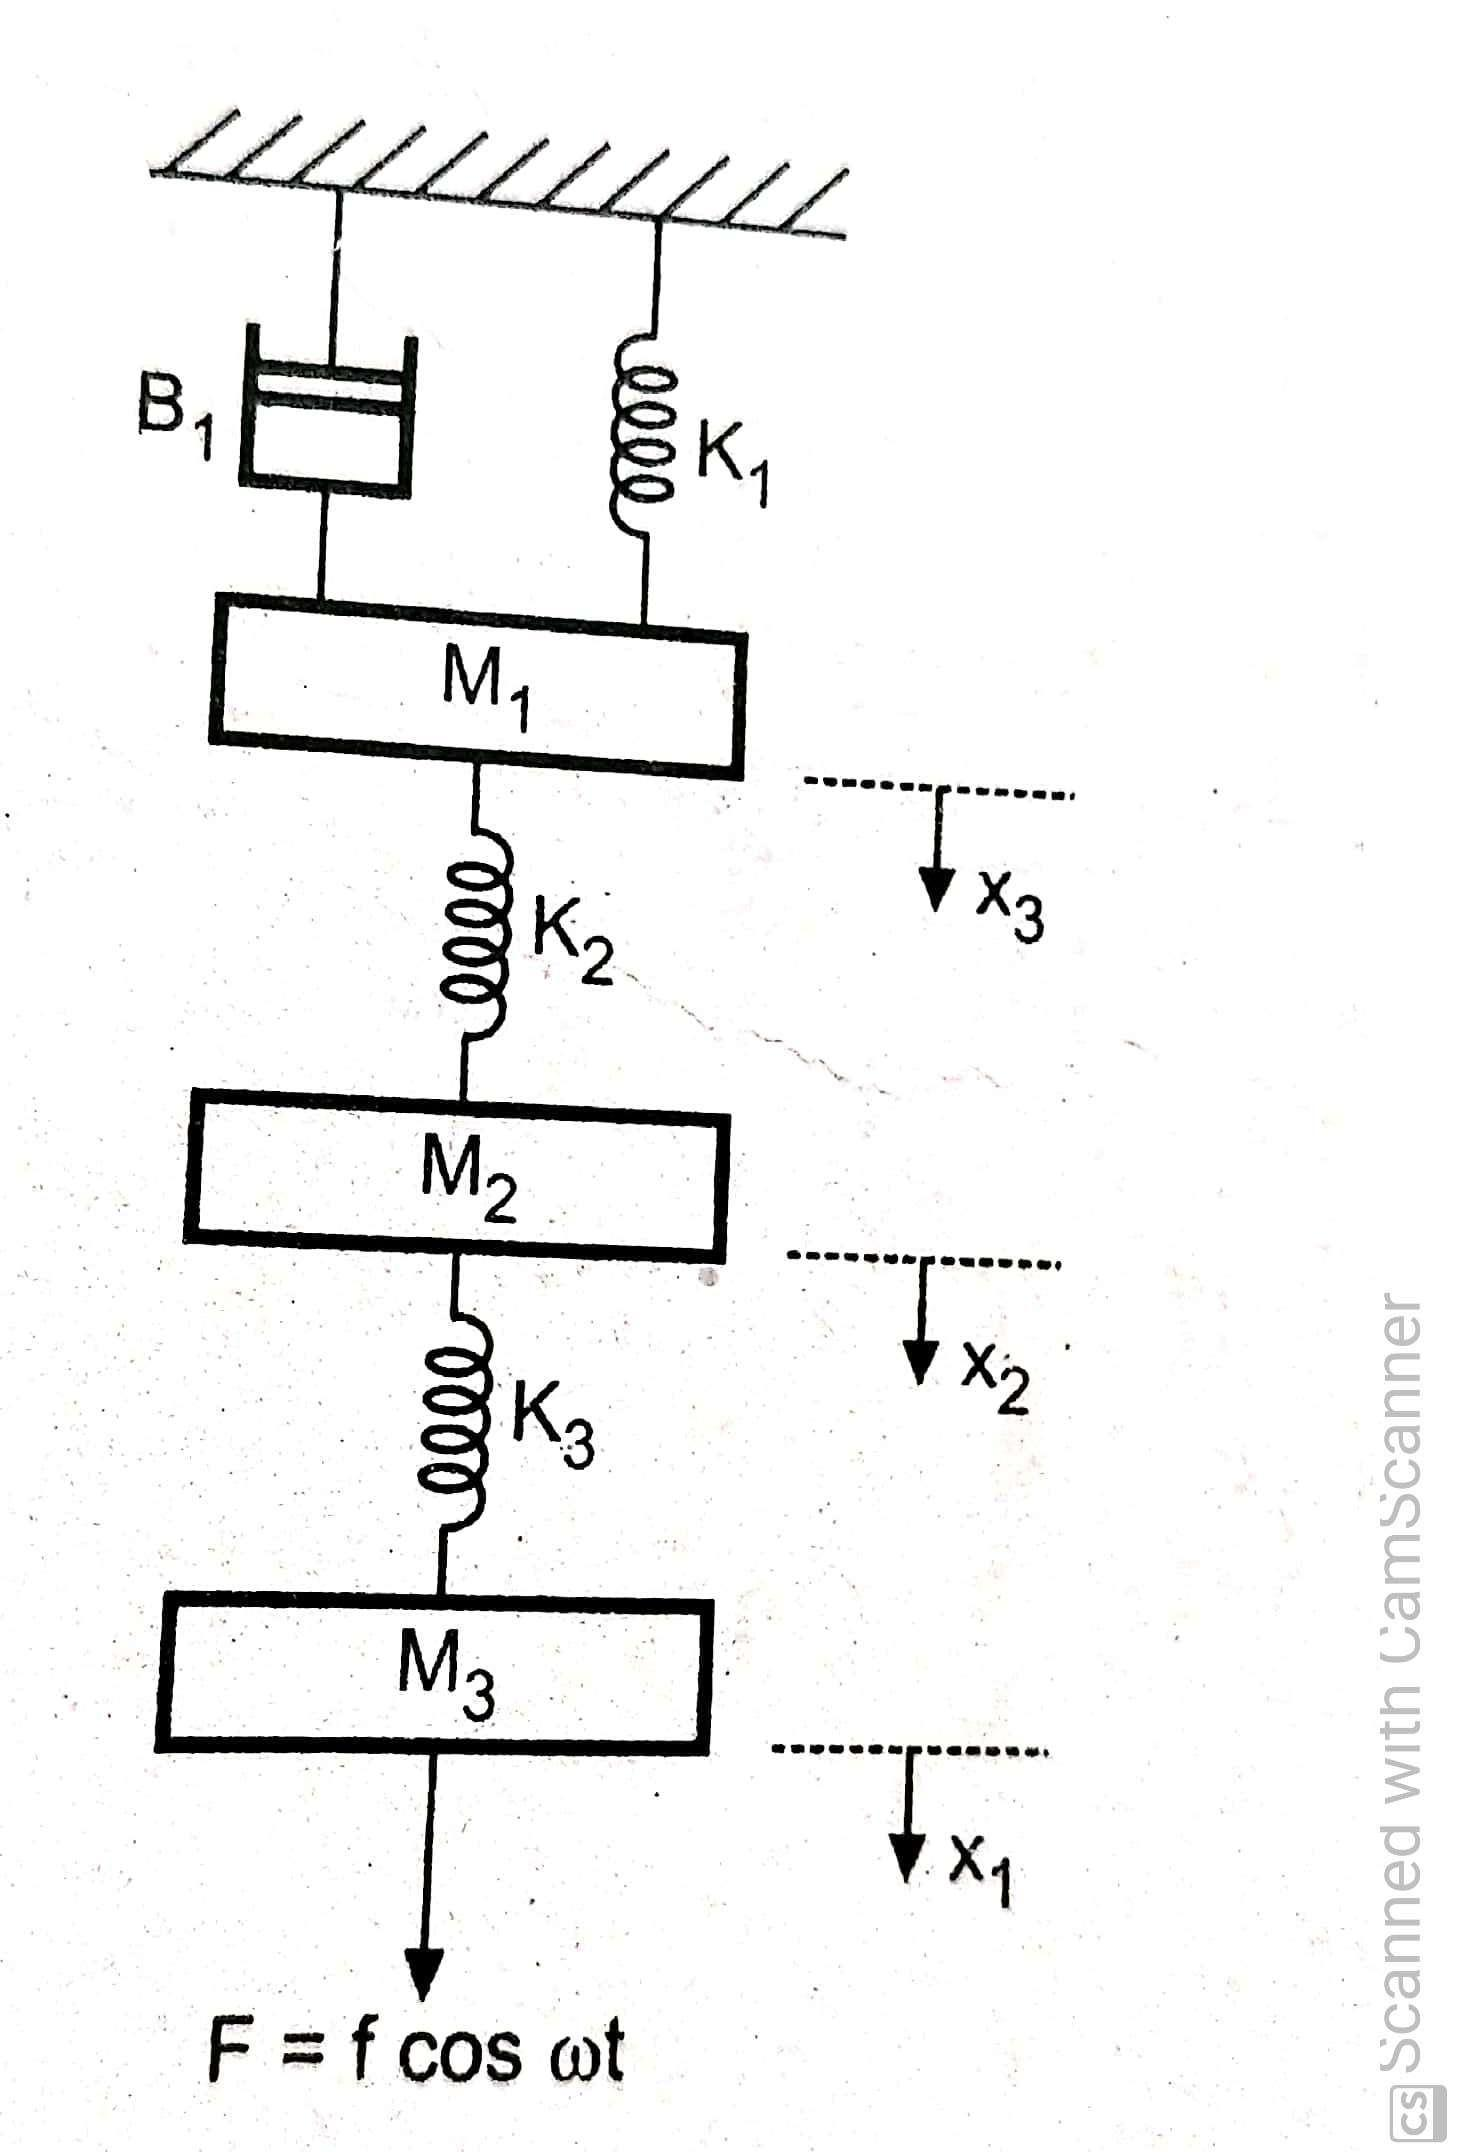 B₁
K₁
M₁
x₃
K₂
M₂
x₂
K₃
M₃
x₁
F = f cos ωt
CS Scanned with CamScanner